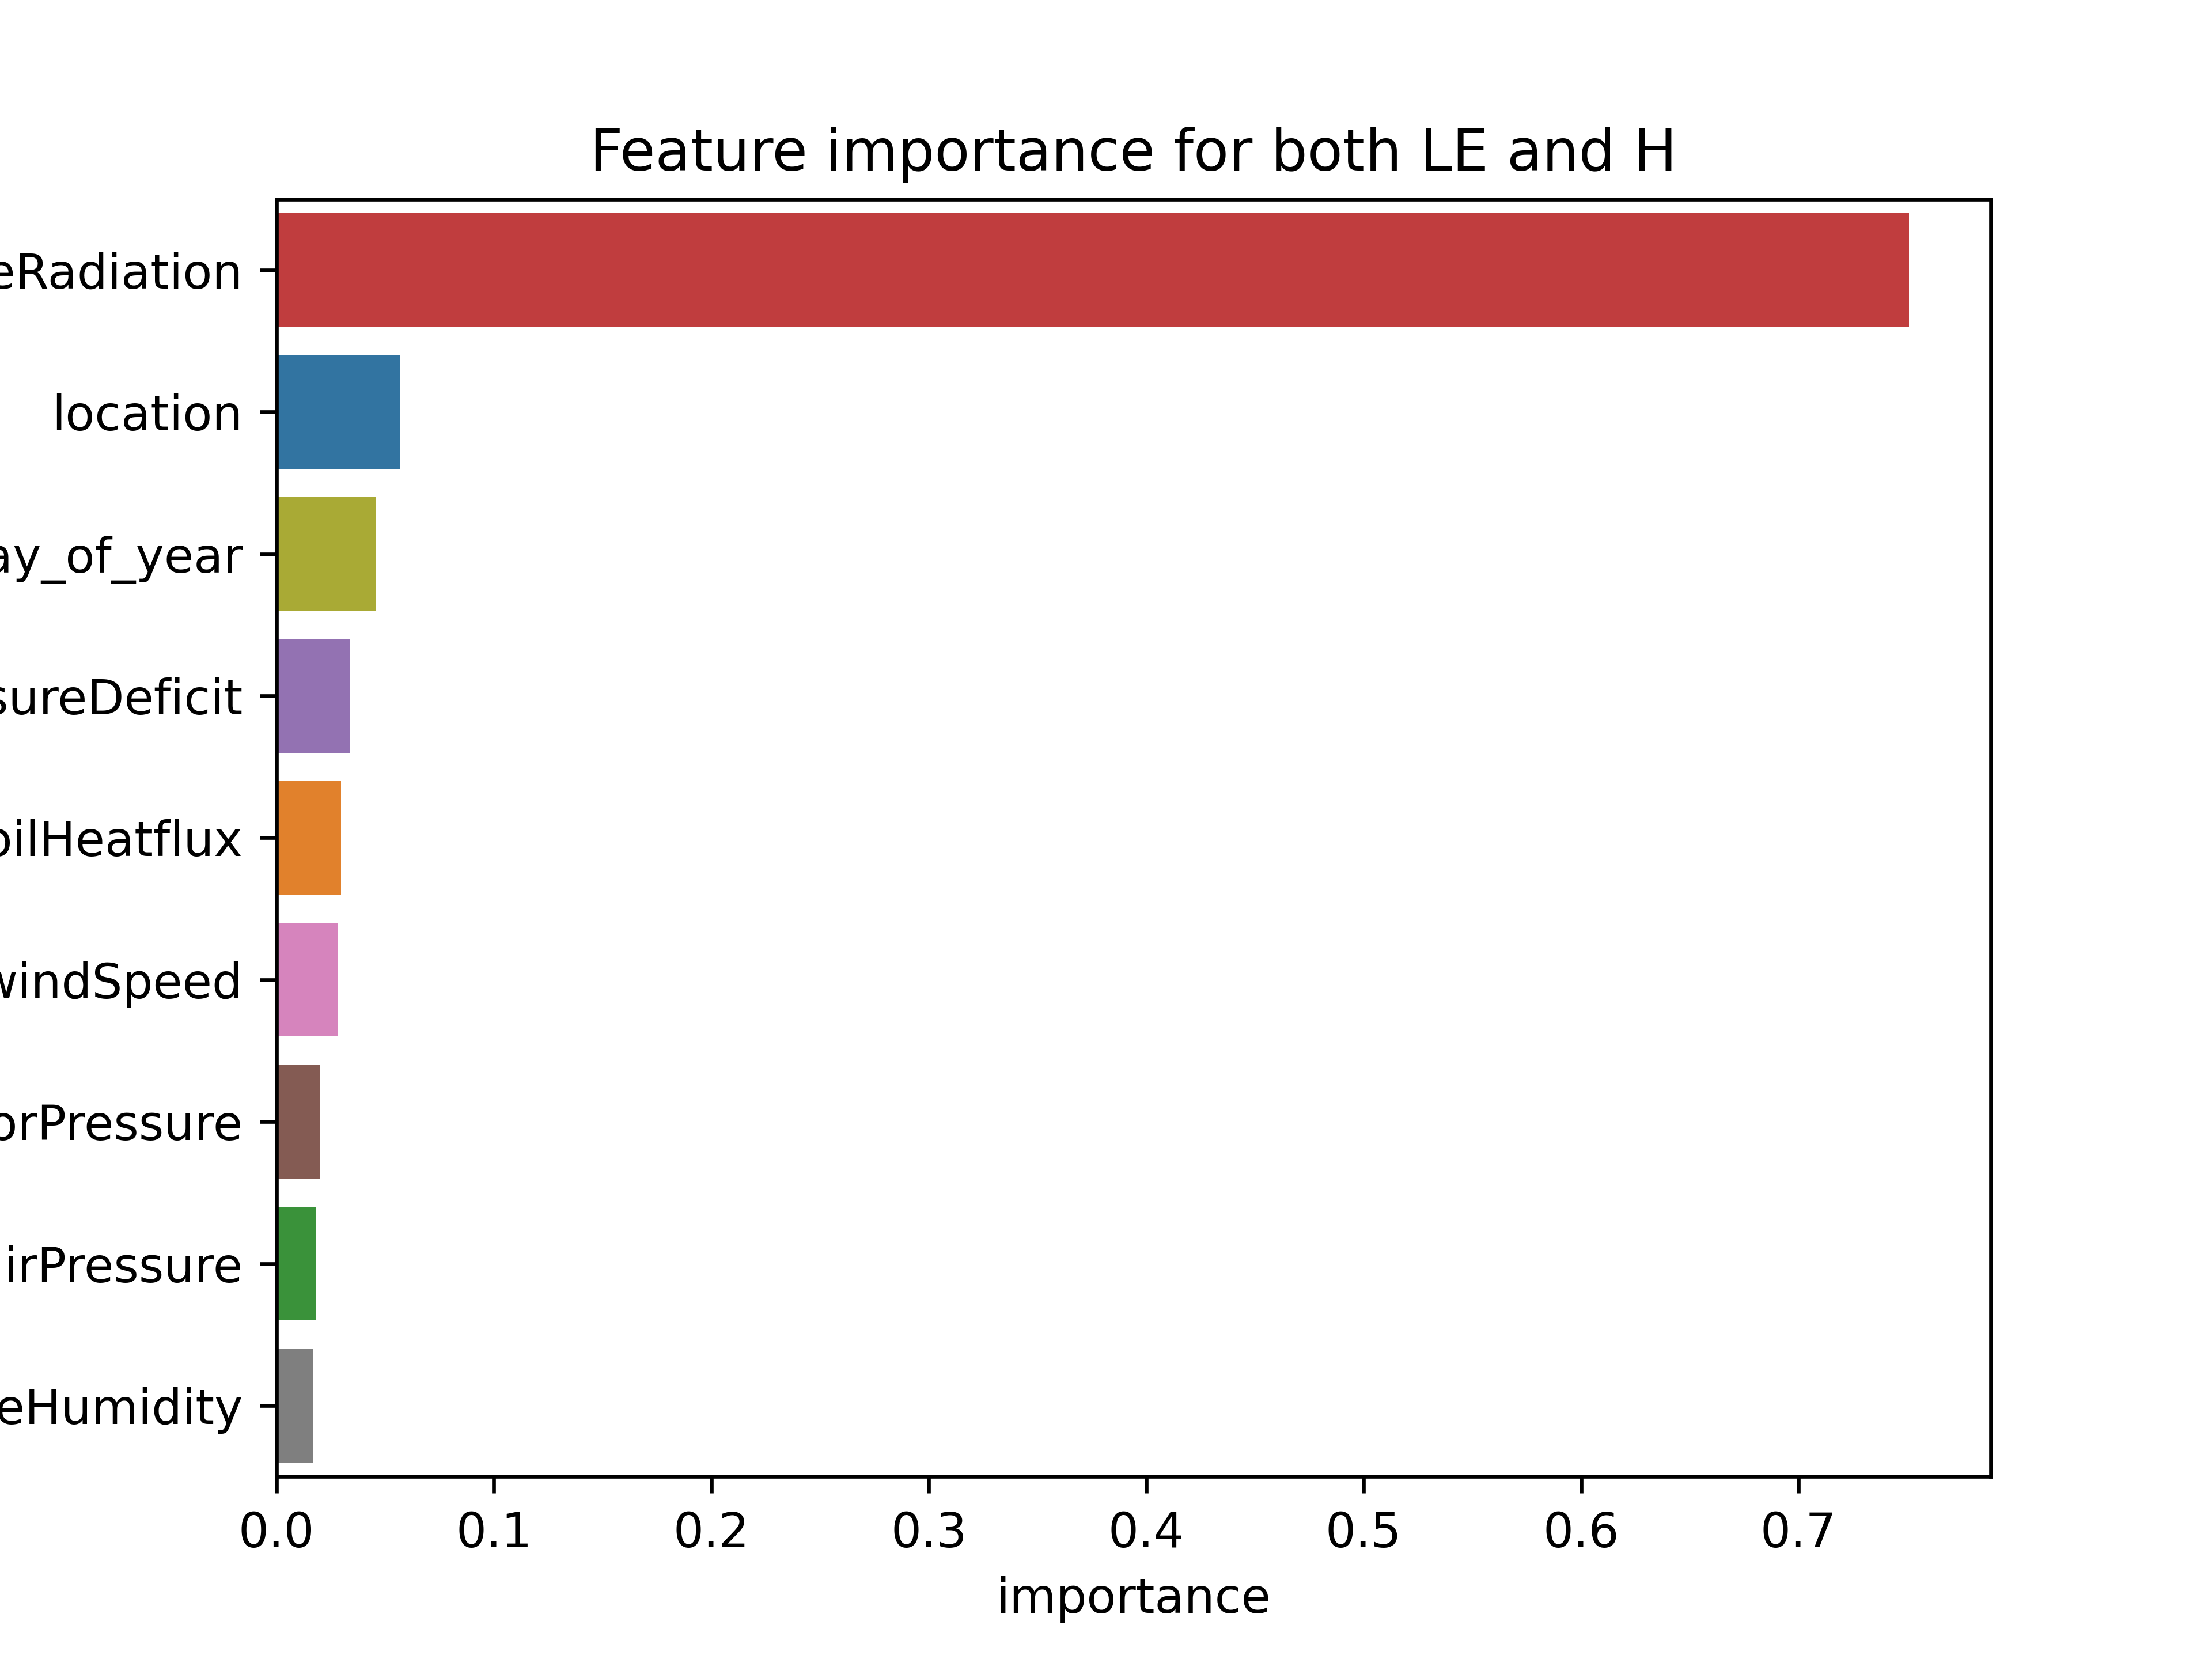 Feature importance for both LE and H
eRadiation
location
ay_of_year
sureDeficit
oilHeatflux
windSpeed
orPressure
irPressure
eHumidity
0.0 0.1 0.2 0.3 0.4 0.5 0.6 0.7
importance